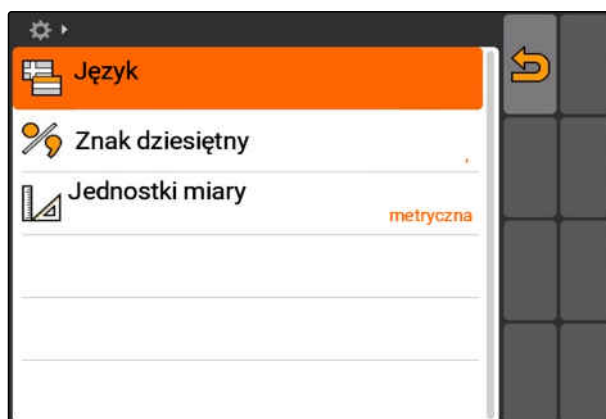 Język
Znak dziesiętny
,
Jednostki miary
metryczna